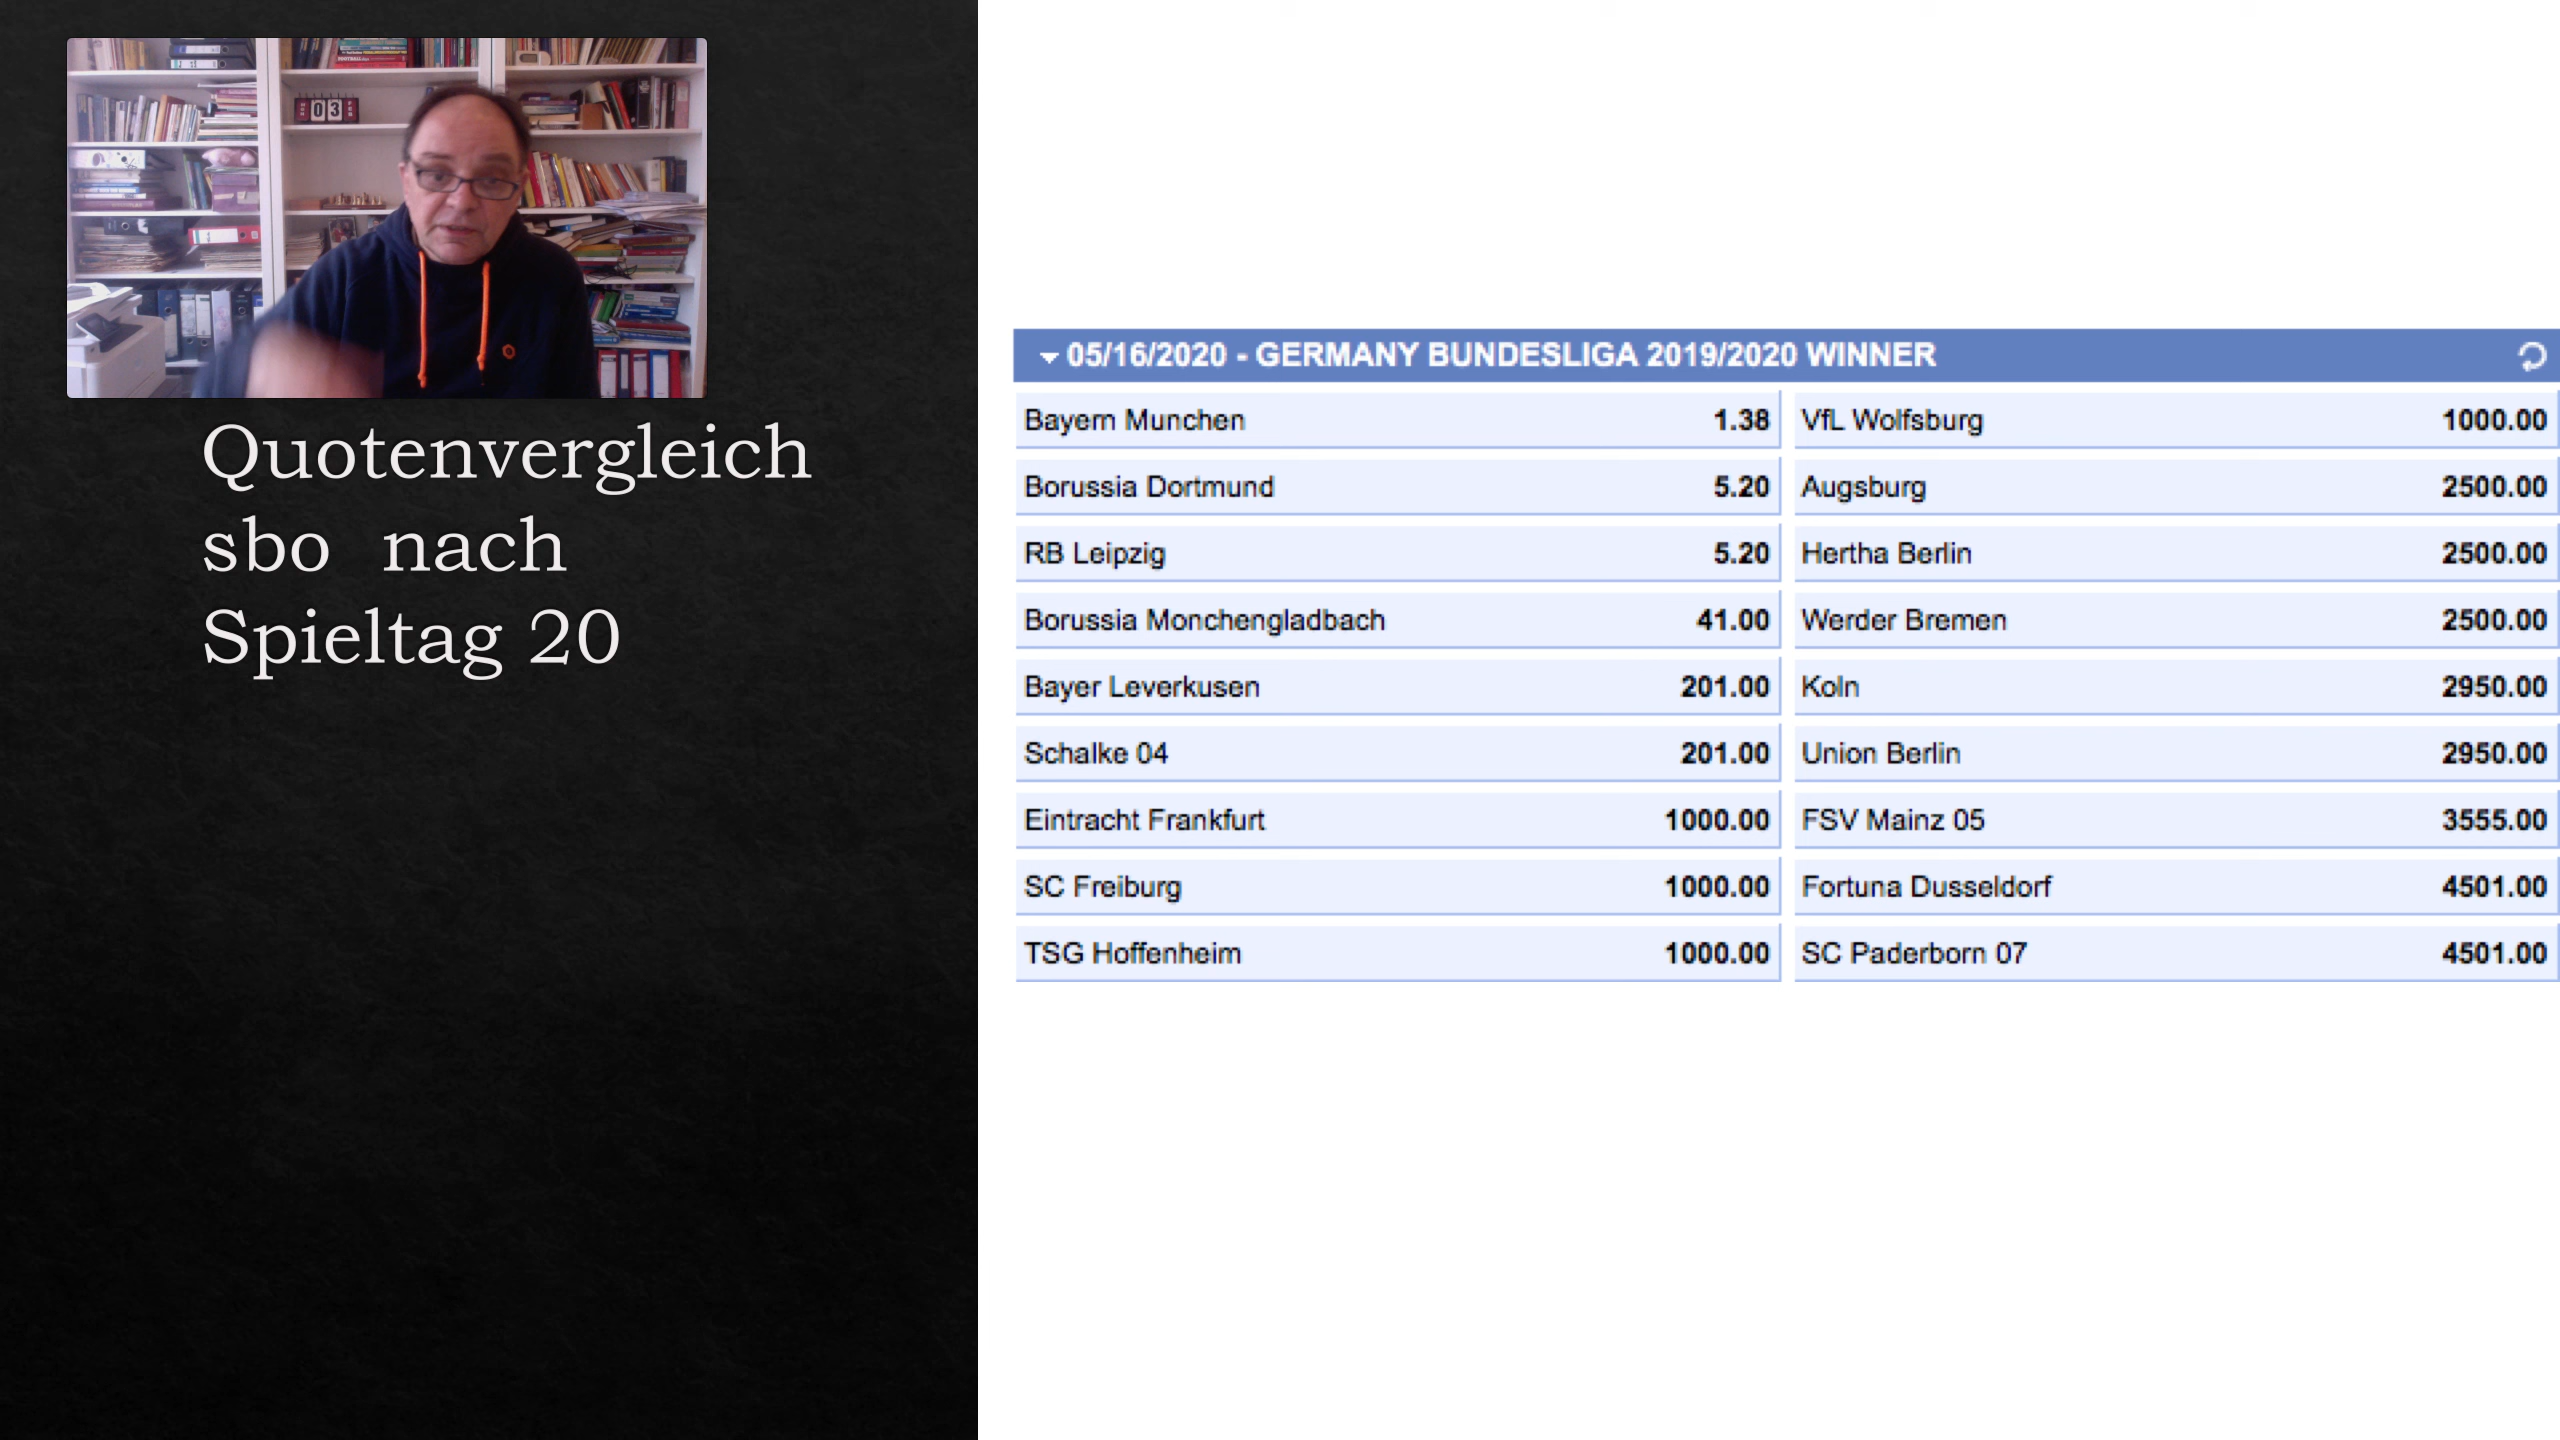 03
Quotenvergleich
sbo nach
Spieltag 20
05/16/2020 - GERMANY BUNDESLIGA 2019/2020 WINNER
Bayern Munchen 1.38 VfL Wolfsburg 1000.00
Borussia Dortmund 5.20 Augsburg 2500.00
RB Leipzig 5.20 Hertha Berlin 2500.00
Borussia Monchengladbach 41.00 Werder Bremen 2500.00
Bayer Leverkusen 201.00 Koln 2950.00
Schalke 04 201.00 Union Berlin 2950.00
Eintracht Frankfurt 1000.00 FSV Mainz 05 3555.00
SC Freiburg 1000.00 Fortuna Dusseldorf 4501.00
TSG Hoffenheim 1000.00 SC Paderborn 07 4501.00